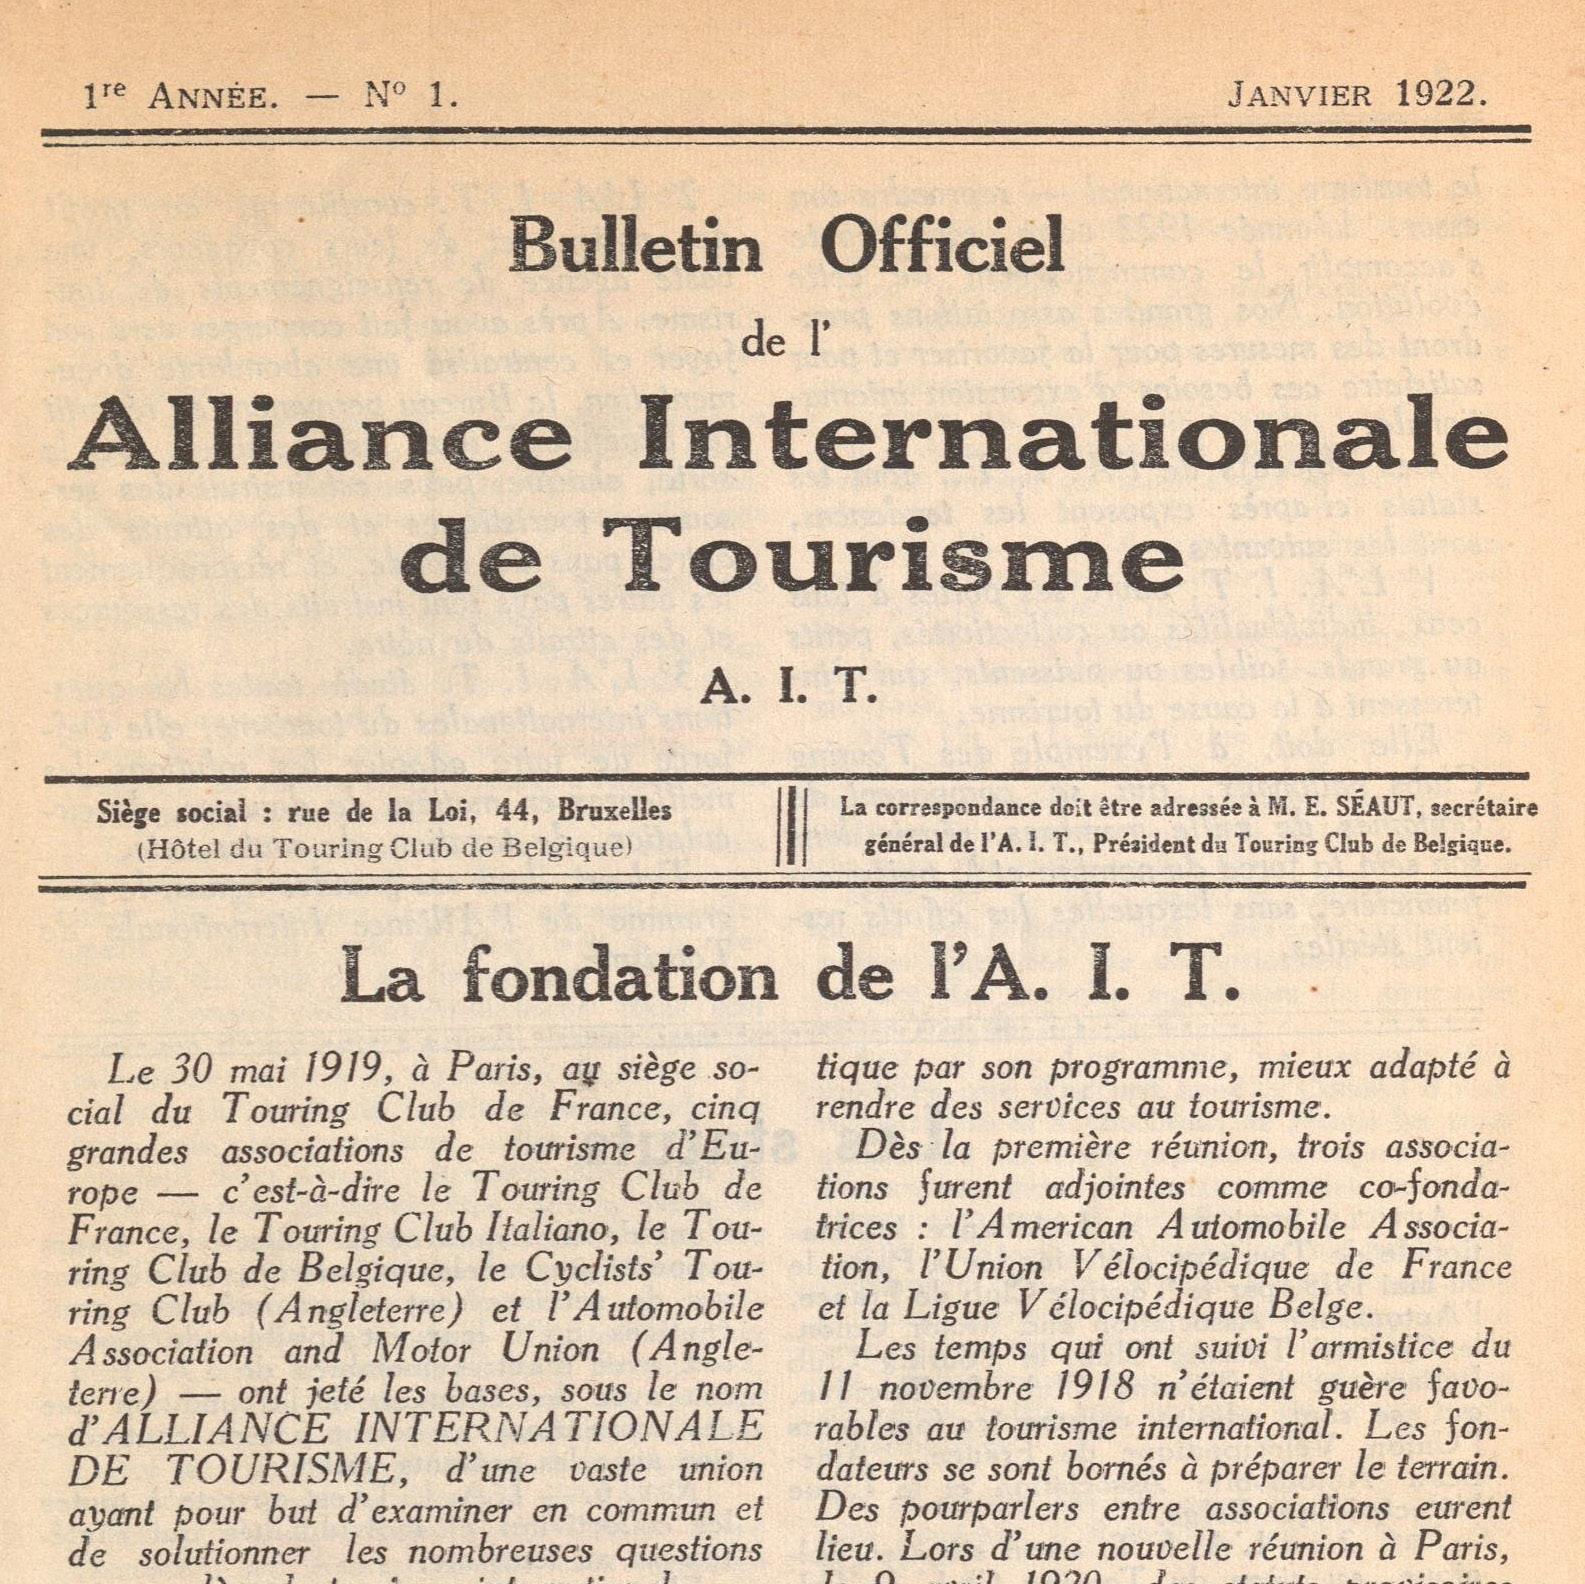 1re ANNÉE. — No 1.
JANVIER 1922.
Bulletin Officiel
de l'
Alliance Internationale
de Tourisme
A. I. T.
Siège social : rue de la Loi, 44, Bruxelles
(Hôtel du Touring Club de Belgique)
La correspondance doit être adressée à M. E. SÉAUT, secrétaire
général de l'A. I. T., Président du Touring Club de Belgique.
La fondation de l'A. I. T.
Le 30 mai 1919, à Paris, au siège so-
cial du Touring Club de France, cinq
grandes associations de tourisme d'Eu-
rope — c'est-à-dire le Touring Club de
France, le Touring Club Italiano, le Tou-
ring Club de Belgique, le Cyclists' Tou-
ring Club (Angleterre) et l'Automobile
Association and Motor Union (Angle-
terre) — ont jeté les bases, sous le nom
d'ALLIANCE INTERNATIONALE
DE TOURISME, d'une vaste union
ayant pour but d'examiner en commun et
de solutionner les nombreuses questions
tique par son programme, mieux adapté à
rendre des services au tourisme.
Dès la première réunion, trois associa-
tions furent adjointes comme co-fonda-
trices : l'American Automobile Associa-
tion, l'Union Vélocipédique de France
et la Ligue Vélocipédique Belge.
Les temps qui ont suivi l'armistice du
11 novembre 1918 n'étaient guère favo-
rables au tourisme international. Les fon-
dateurs se sont bornés à préparer le terrain.
Des pourparlers entre associations eurent
lieu. Lors d'une nouvelle réunion à Paris,